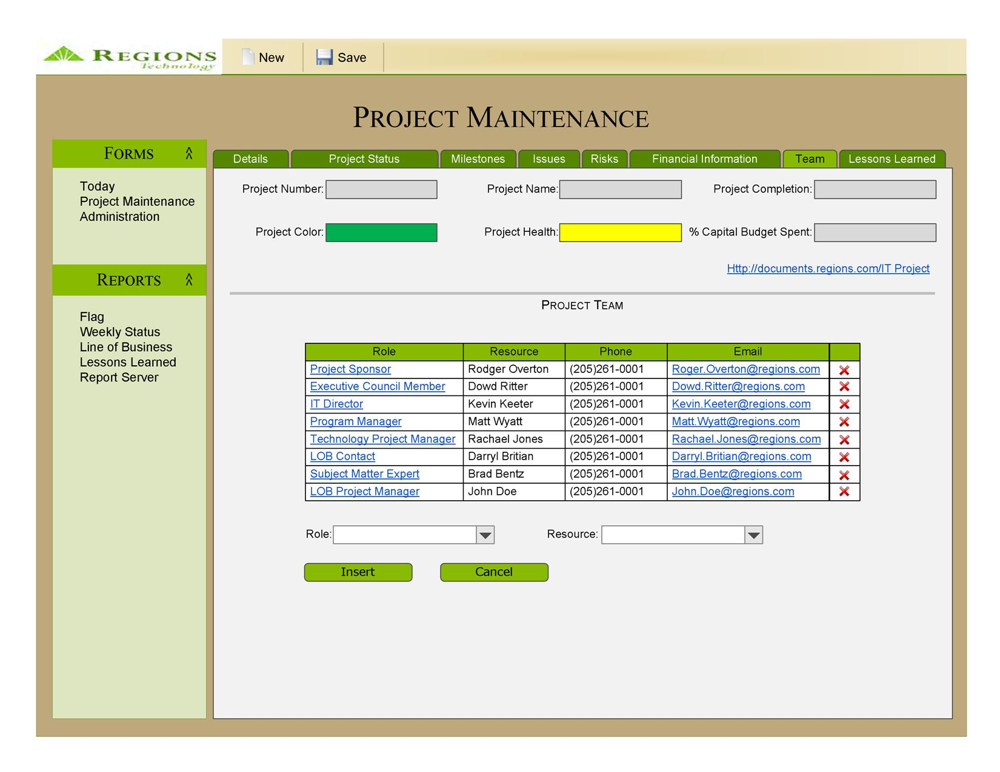 REGIONS
Technology
New
Save
PROJECT MAINTENANCE
FORMS
Today
Project Maintenance
Administration
REPORTS
Flag
Weekly Status
Line of Business
Lessons Learned
Report Server
Details Project Status Milestones Issues Risks Financial Information Team Lessons Learned
Project Number: Project Name: Project Completion:
Project Color: Project Health: % Capital Budget Spent:
Http://documents.regions.com/IT Project
PROJECT TEAM
Role Resource Phone Email
Project Sponsor Rodger Overton (205)261-0001 Roger.Overton@regions.com
Executive Council Member Dowd Ritter (205)261-0001 Dowd.Ritter@regions.com
IT Director Kevin Keeter (205)261-0001 Kevin.Keeter@regions.com
Program Manager Matt Wyatt (205)261-0001 Matt.Wyatt@regions.com
Technology Project Manager Rachael Jones (205)261-0001 Rachael.Jones@regions.com
LOB Contact Darryl Britian (205)261-0001 Darryl.Britian@regions.com
Subject Matter Expert Brad Bentz (205)261-0001 Brad.Bentz@regions.com
LOB Project Manager John Doe (205)261-0001 John.Doe@regions.com
Role: Resource:
Insert Cancel